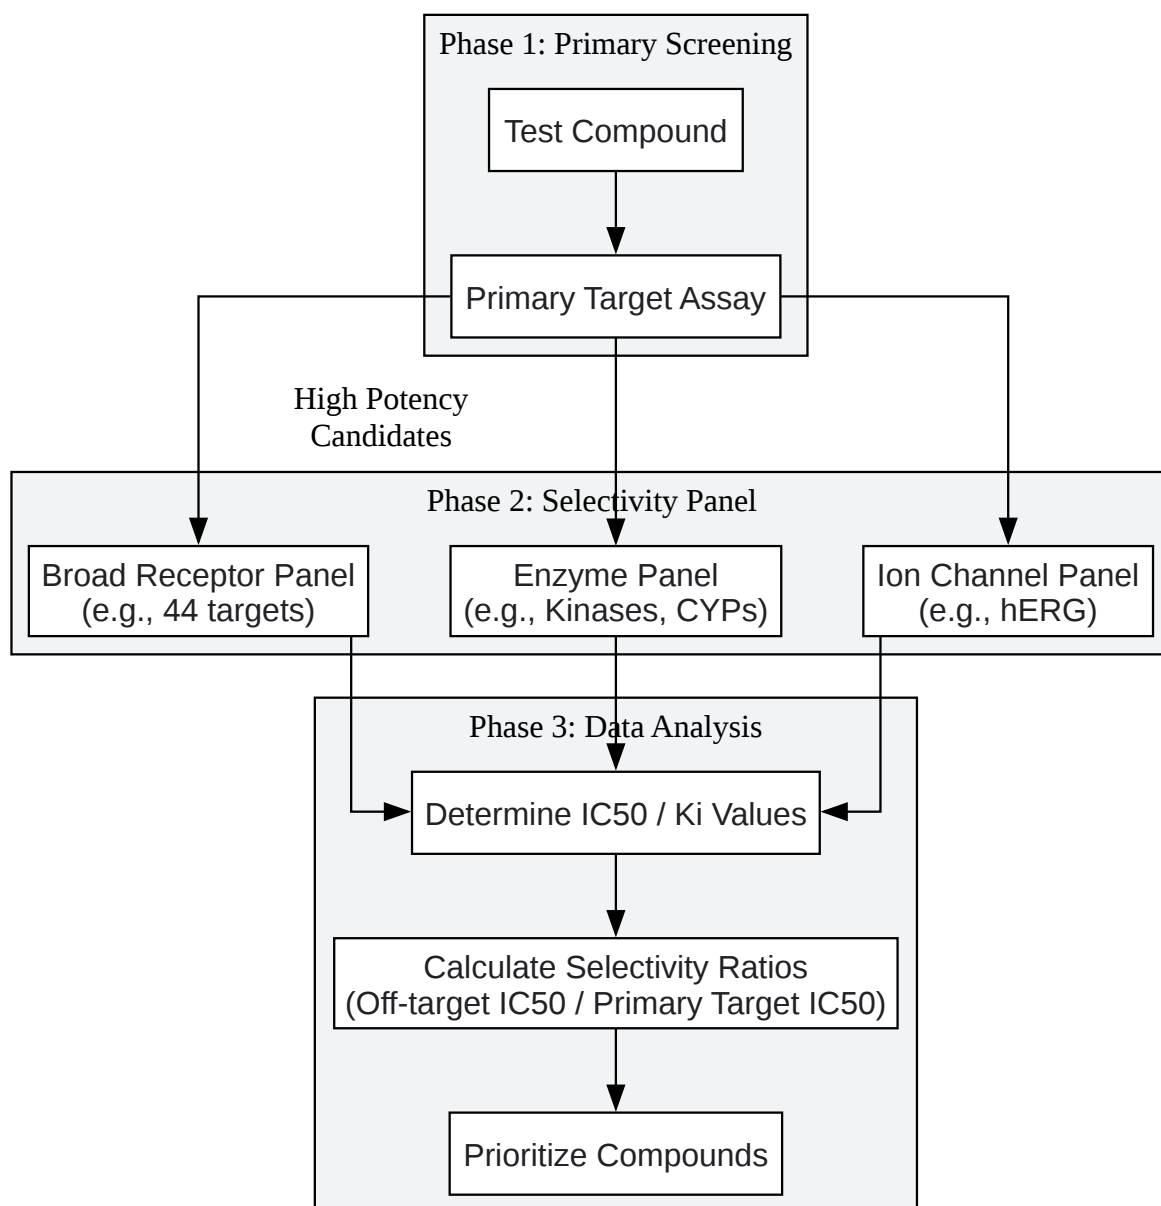 Phase 1: Primary Screening
Test Compound
Primary Target Assay
High Potency
Candidates
Phase 2: Selectivity Panel
Broad Receptor Panel
(e.g., 44 targets)
Enzyme Panel
(e.g., Kinases, CYPs)
Ion Channel Panel
(e.g., hERG)
Phase 3: Data Analysis
Determine IC50 / Ki Values
Calculate Selectivity Ratios
(Off-target IC50 / Primary Target IC50)
Prioritize Compounds